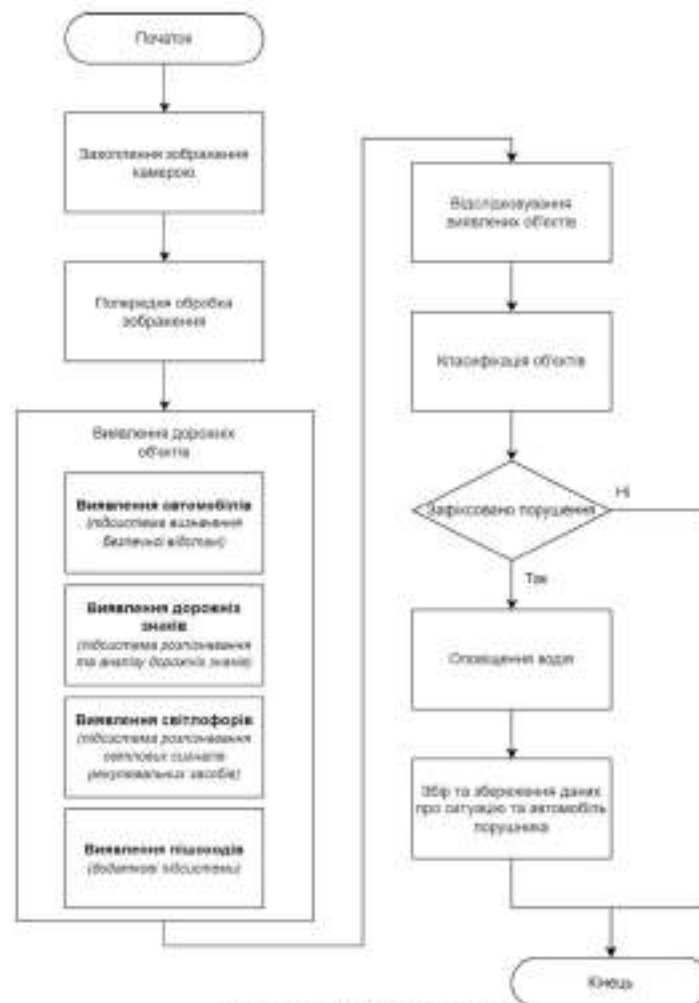 Початок
Захоплення зображення
камерою
Попередня обробка
зображення
Виявлення дорожніх
об'єктів
Виявлення автомобілів
(підсистема визначення
безпечної відстані)
Виявлення дорожніх
знаків
(підсистема розпізнавання
та аналізу дорожніх знаків)
Виявлення світлофорів
(підсистема розпізнавання
світлових сигналів
регулювальних засобів)
Виявлення пішоходів
(додаткові підсистеми)
Відслідковування
виявлених об'єктів
Класифікація об'єктів
Зафіксовано порушення
Ні
Так
Сповіщення водія
Збір та збереження даних
про ситуацію та автомобіль
порушника
Кінець